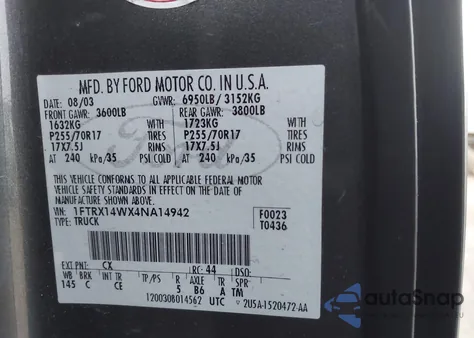 MFD. BY FORD MOTOR CO. IN U.S.A.
DATE: 08/03 GVWR: 6950LB/ 3152KG
FRONT GAWR: 3600LB REAR GAWR: 3800LB
1632KG WITH 1723KG WITH
P255/70R17 TIRES P255/70R17 TIRES
17X7.5J RIMS 17X7.5J RIMS
AT 240 kPa/35 PSI COLD AT 240 kPa/35 PSI COLD
THIS VEHICLE CONFORMS TO ALL APPLICABLE FEDERAL MOTOR
VEHICLE SAFETY STANDARDS IN EFFECT ON THE DATE OF
MANUFACTURE SHOWN ABOVE.
VIN: 1FTRX14WX4NA14942 F0023
TYPE: TRUCK T0436
EXT PNT: CX RC: 44 DSO:
WB BRK INT TR TP/PS R AXLE TR SPR
145 C CE 5 B6 A TM
1200308014562 UTC 2U5A-1520472-AA
Ford
autoSnap